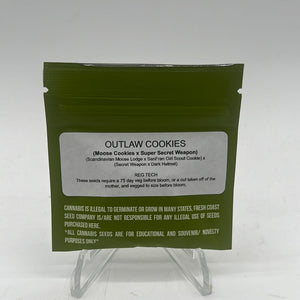 OUTLAW COOKIES
(Moose Cookies x Super Secret Weapon)
(Scandinavian Moose Lodge x SanFran Girl Scout Cookie) x
(Secret Weapon x Dark Helmet)
REG.TECH
These seeds require a 75 day veg before bloom, or a cut taken off of the
mother, and vegged to size before bloom.
CANNABIS IS ILLEGAL TO GERMINATE OR GROW IN MANY STATES, FRESH COAST
SEED COMPANY IS/ARE NOT RESPONSIBLE FOR ANY ILLEGAL USE OF SEEDS
PURCHASED HERE.
*ALL CANNABIS SEEDS ARE FOR EDUCATIONAL AND SOUVENIR/ NOVELTY
PURPOSES ONLY*